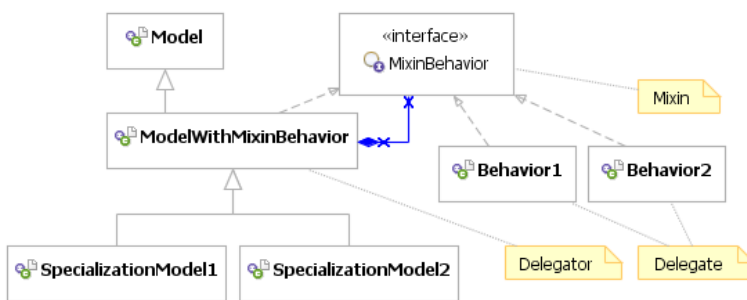 Model
«interface»
MixinBehavior
Mixin
ModelWithMixinBehavior
Behavior1
Behavior2
SpecializationModel1
SpecializationModel2
Delegator
Delegate